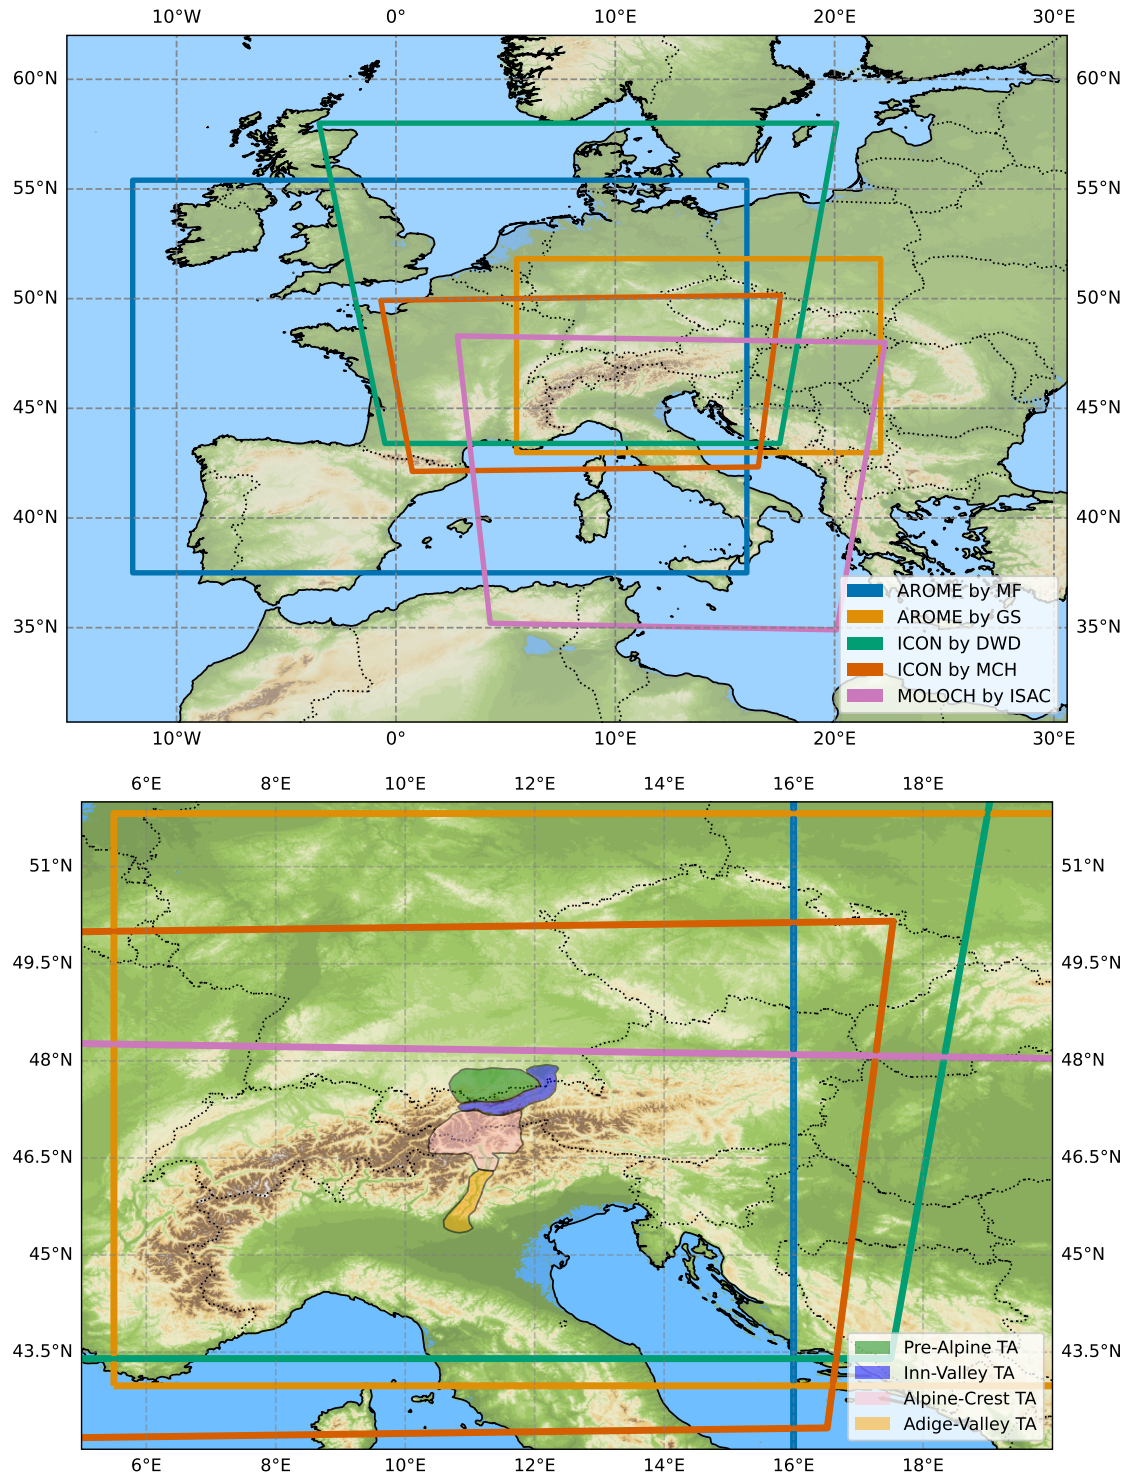 10°W 0° 10°E 20°E 30°E
60°N 60°N
55°N 55°N
50°N 50°N
45°N 45°N
40°N 40°N
35°N 35°N
AROME by MF
AROME by GS
ICON by DWD
ICON by MCH
MOLOCH by ISAC
10°W 0° 10°E 20°E 30°E
6°E 8°E 10°E 12°E 14°E 16°E 18°E
51°N 51°N
49.5°N 49.5°N
48°N 48°N
46.5°N 46.5°N
45°N 45°N
43.5°N 43.5°N
Pre-Alpine TA
Inn-Valley TA
Alpine-Crest TA
Adige-Valley TA
6°E 8°E 10°E 12°E 14°E 16°E 18°E